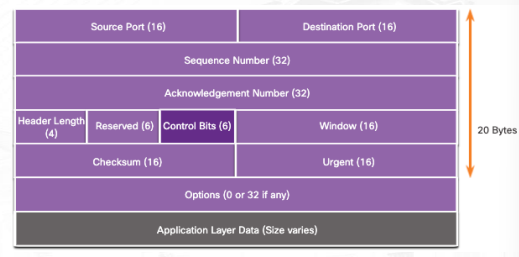 Source Port (16) Destination Port (16)
Sequence Number (32)
Acknowledgement Number (32)
Header Length
(4)
Reserved (6)
Control Bits (6)
Window (16)
20 Bytes
Checksum (16) Urgent (16)
Options (0 or 32 if any)
Application Layer Data (Size varies)